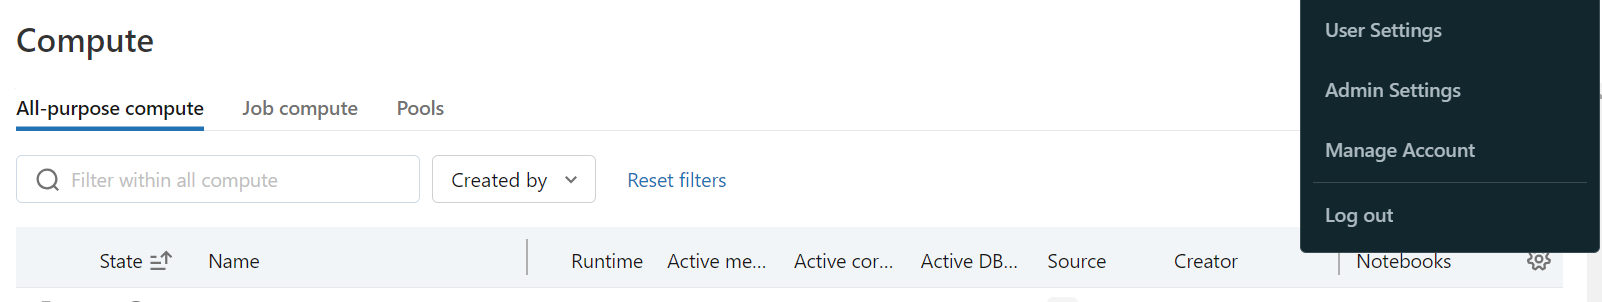 Compute
All-purpose compute Job compute Pools
Filter within all compute Created by Reset filters
State Name Runtime Active me... Active cor... Active DB... Source Creator Notebooks
User Settings
Admin Settings
Manage Account
Log out